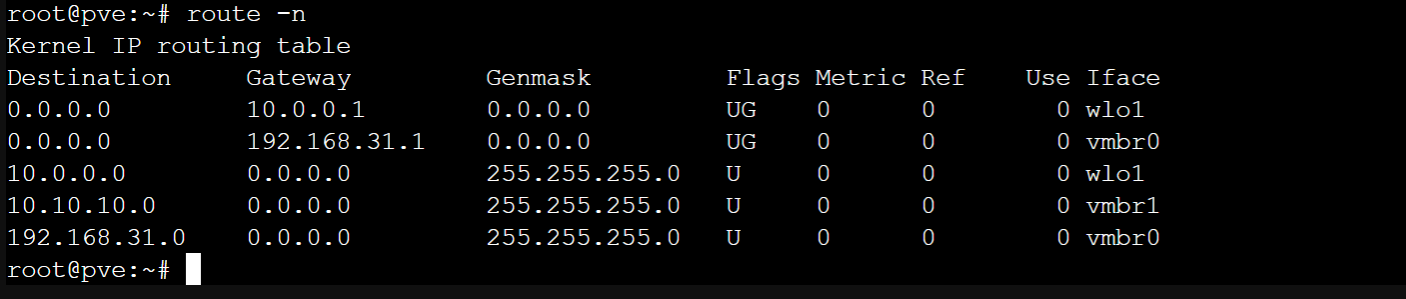 root@pve:~# route -n
Kernel IP routing table
Destination     Gateway         Genmask         Flags Metric Ref    Use Iface
0.0.0.0         10.0.0.1        0.0.0.0         UG    0      0        0 wlo1
0.0.0.0         192.168.31.1    0.0.0.0         UG    0      0        0 vmbr0
10.0.0.0        0.0.0.0         255.255.255.0   U     0      0        0 wlo1
10.10.10.0      0.0.0.0         255.255.255.0   U     0      0        0 vmbr1
192.168.31.0    0.0.0.0         255.255.255.0   U     0      0        0 vmbr0
root@pve:~#